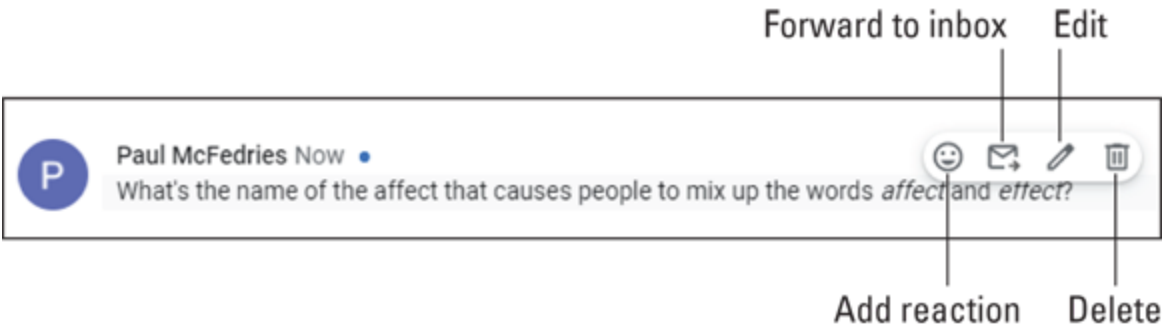 Forward to inbox Edit
Paul McFedries Now
P
What's the name of the affect that causes people to mix up the words affect and effect?
Add reaction Delete